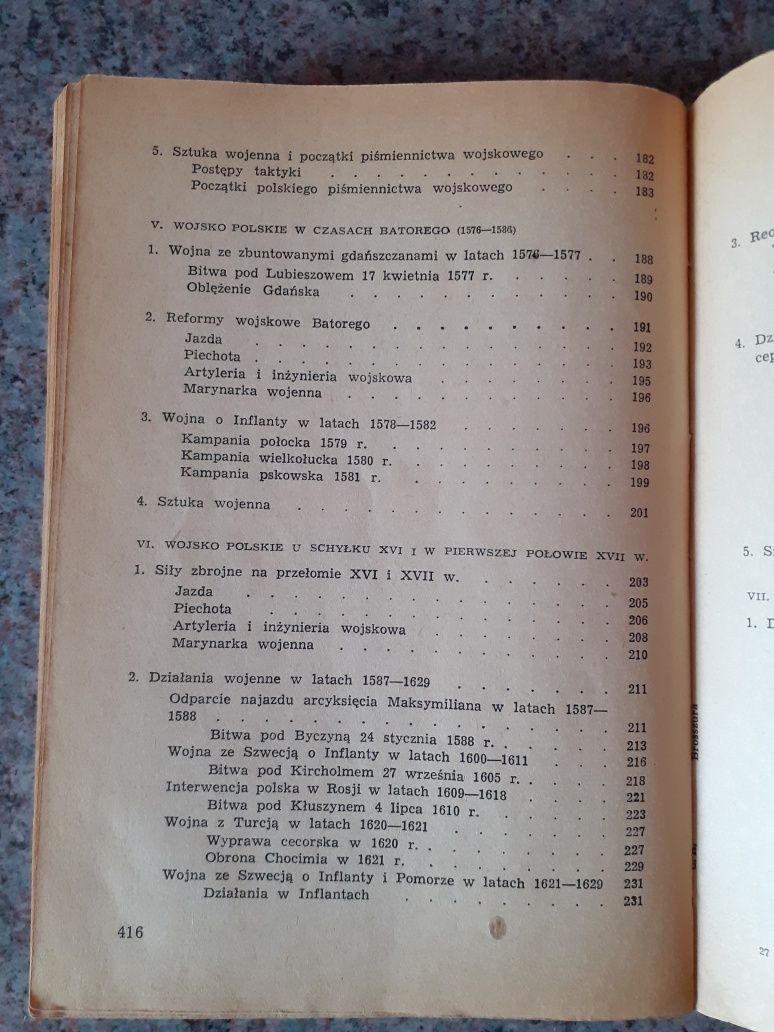 5. Sztuka wojenna i początki piśmiennictwa wojskowego . . . 182
Postępy taktyki . . . . . . . . . . . . 182
Początki polskiego piśmiennictwa wojskowego . . . . 183
V. WOJSKO POLSKIE W CZASACH BATOREGO (1576—1586)
1. Wojna ze zbuntowanymi gdańszczanami w latach 1576—1577 . . 188
Bitwa pod Lubieszowem 17 kwietnia 1577 r. . . . . . 189
Oblężenie Gdańska . . . . . . . . . . . 190
2. Reformy wojskowe Batorego . . . . . . . . . 191
Jazda . . . . . . . . . . . . . . . 192
Piechota . . . . . . . . . . . . . . . 193
Artyleria i inżynieria wojskowa . . . . . . . . 195
Marynarka wojenna . . . . . . . . . . . 196
3. Wojna o Inflanty w latach 1578—1582 . . . . . . 196
Kampania połocka 1579 r. . . . . . . . . . 197
Kampania wielkołucka 1580 r. . . . . . . . . 198
Kampania pskowska 1581 r. . . . . . . . . 199
4. Sztuka wojenna . . . . . . . . . . . . 201
VI. WOJSKO POLSKIE U SCHYŁKU XVI I W PIERWSZEJ POŁOWIE XVII W.
1. Siły zbrojne na przełomie XVI i XVII w. . . . . . . 203
Jazda . . . . . . . . . . . . . . 205
Piechota . . . . . . . . . . . . . . 206
Artyleria i inżynieria wojskowa . . . . . . . 208
Marynarka wojenna . . . . . . . . . . . 210
2. Działania wojenne w latach 1587—1629 . . . . . . 211
Odparcie najazdu arcyksięcia Maksymiliana w latach 1587—
1588 . . . . . . . . . . . . . . . 211
Bitwa pod Byczyną 24 stycznia 1588 r. . . . . . 213
Wojna ze Szwecją o Inflanty w latach 1600—1611 . . . 216
Bitwa pod Kircholmem 27 września 1605 r. . . . . 218
Interwencja polska w Rosji w latach 1609—1618 . . . . 221
Bitwa pod Kłuszynem 4 lipca 1610 r. . . . . . 223
Wojna z Turcją w latach 1620—1621 . . . . . . 227
Wyprawa cecorska w 1620 r. . . . . . . . 227
Obrona Chocimia w 1621 r. . . . . . . . . 229
Wojna ze Szwecją o Inflanty i Pomorze w latach 1621—1629 231
Działania w Inflantach . . . . . . . . 231
416
3.
4.
5.
VII.
1.
Broszura
27